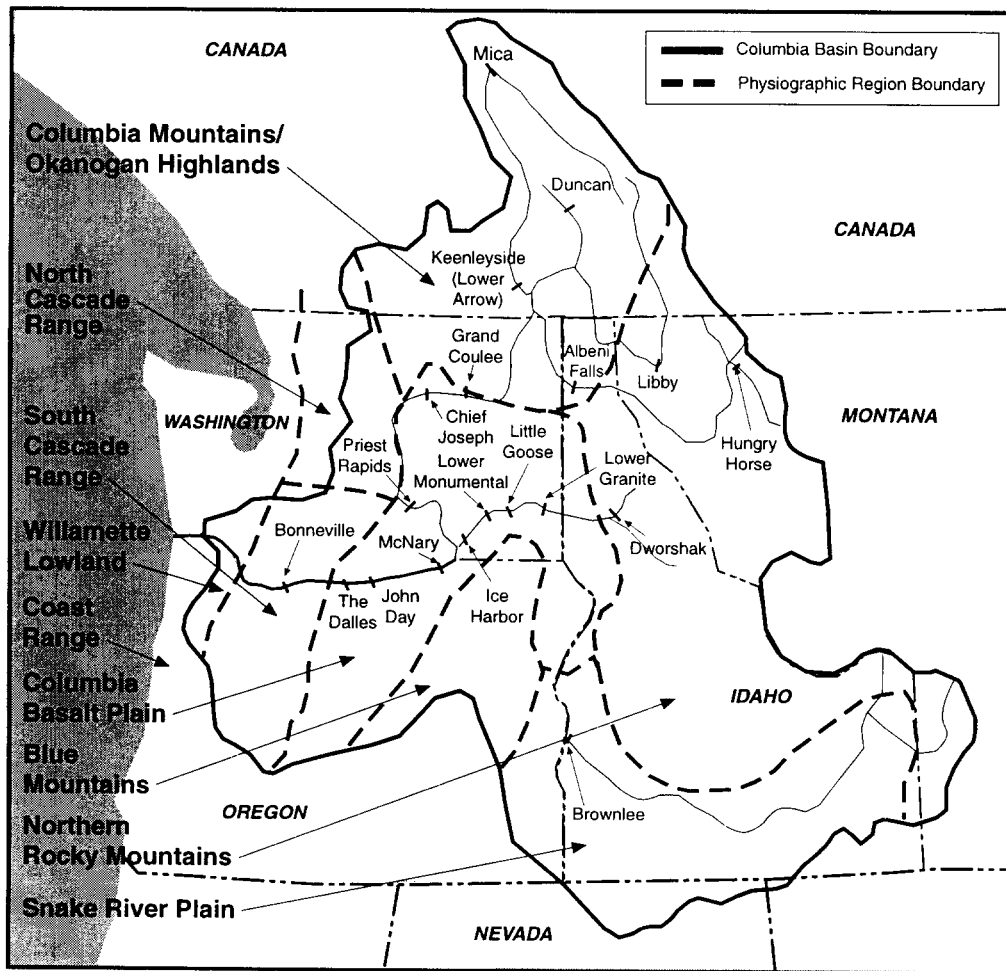 CANADA
Mica
Columbia Basin Boundary
Physiographic Region Boundary
Columbia Mountains/
Okanogan Highlands
Duncan
CANADA
Keenleyside
(Lower
Arrow)
North
Cascade
Range
Grand
Coulee
Albeni
Falls
Libby
South
Cascade
Range
WASHINGTON
MONTANA
Chief
Joseph
Little
Goose
Hungry
Horse
Priest
Rapids
Lower
Monumental
Lower
Granite
Willamette
Lowland
Bonneville
McNary
Dworshak
The
Dalles
John
Day
Ice
Harbor
Coast
Range
Columbia
Basalt Plain
IDAHO
Blue
Mountains
OREGON
Brownlee
Northern
Rocky Mountains
Snake River Plain
NEVADA